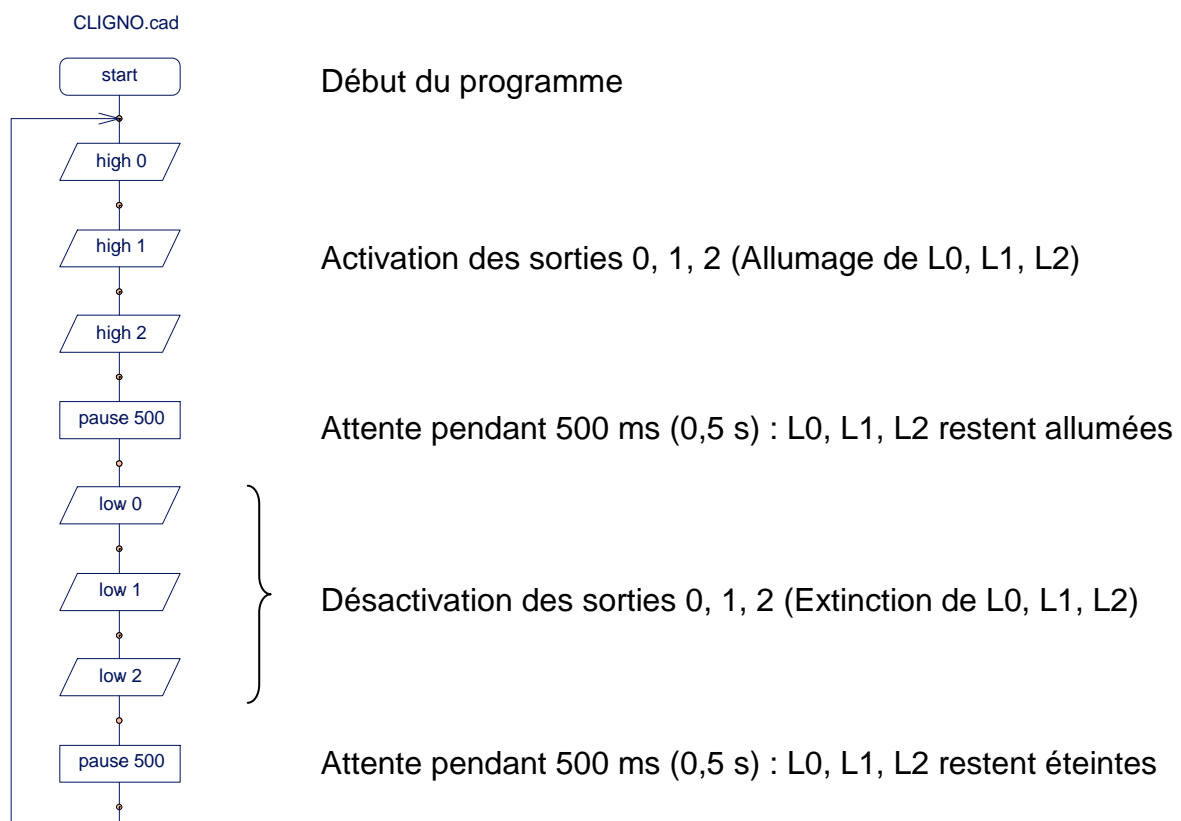 CLIGNO.cad
start
Début du programme
high 0
high 1
Activation des sorties 0, 1, 2 (Allumage de L0, L1, L2)
high 2
pause 500
Attente pendant 500 ms (0,5 s) : L0, L1, L2 restent allumées
low 0
low 1
Désactivation des sorties 0, 1, 2 (Extinction de L0, L1, L2)
low 2
pause 500
Attente pendant 500 ms (0,5 s) : L0, L1, L2 restent éteintes